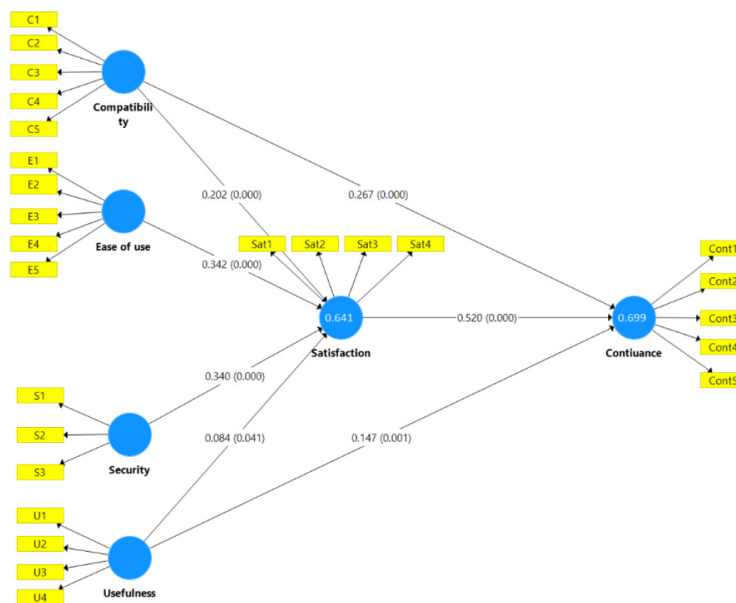 C1
C2
C3
C4
C5
Compatibili
ty
E1
E2
E3
E4
E5
Ease of use
0.202 (0.000)
0.267 (0.000)
0.342 (0.000)
Sat1
Sat2
Sat3
Sat4
0.641
Satisfaction
0.520 (0.000)
0.699
Contiuance
Cont1
Cont2
Cont3
Cont4
Cont5
0.340 (0.000)
0.084 (0.041)
0.147 (0.001)
S1
S2
S3
Security
U1
U2
U3
U4
Usefulness